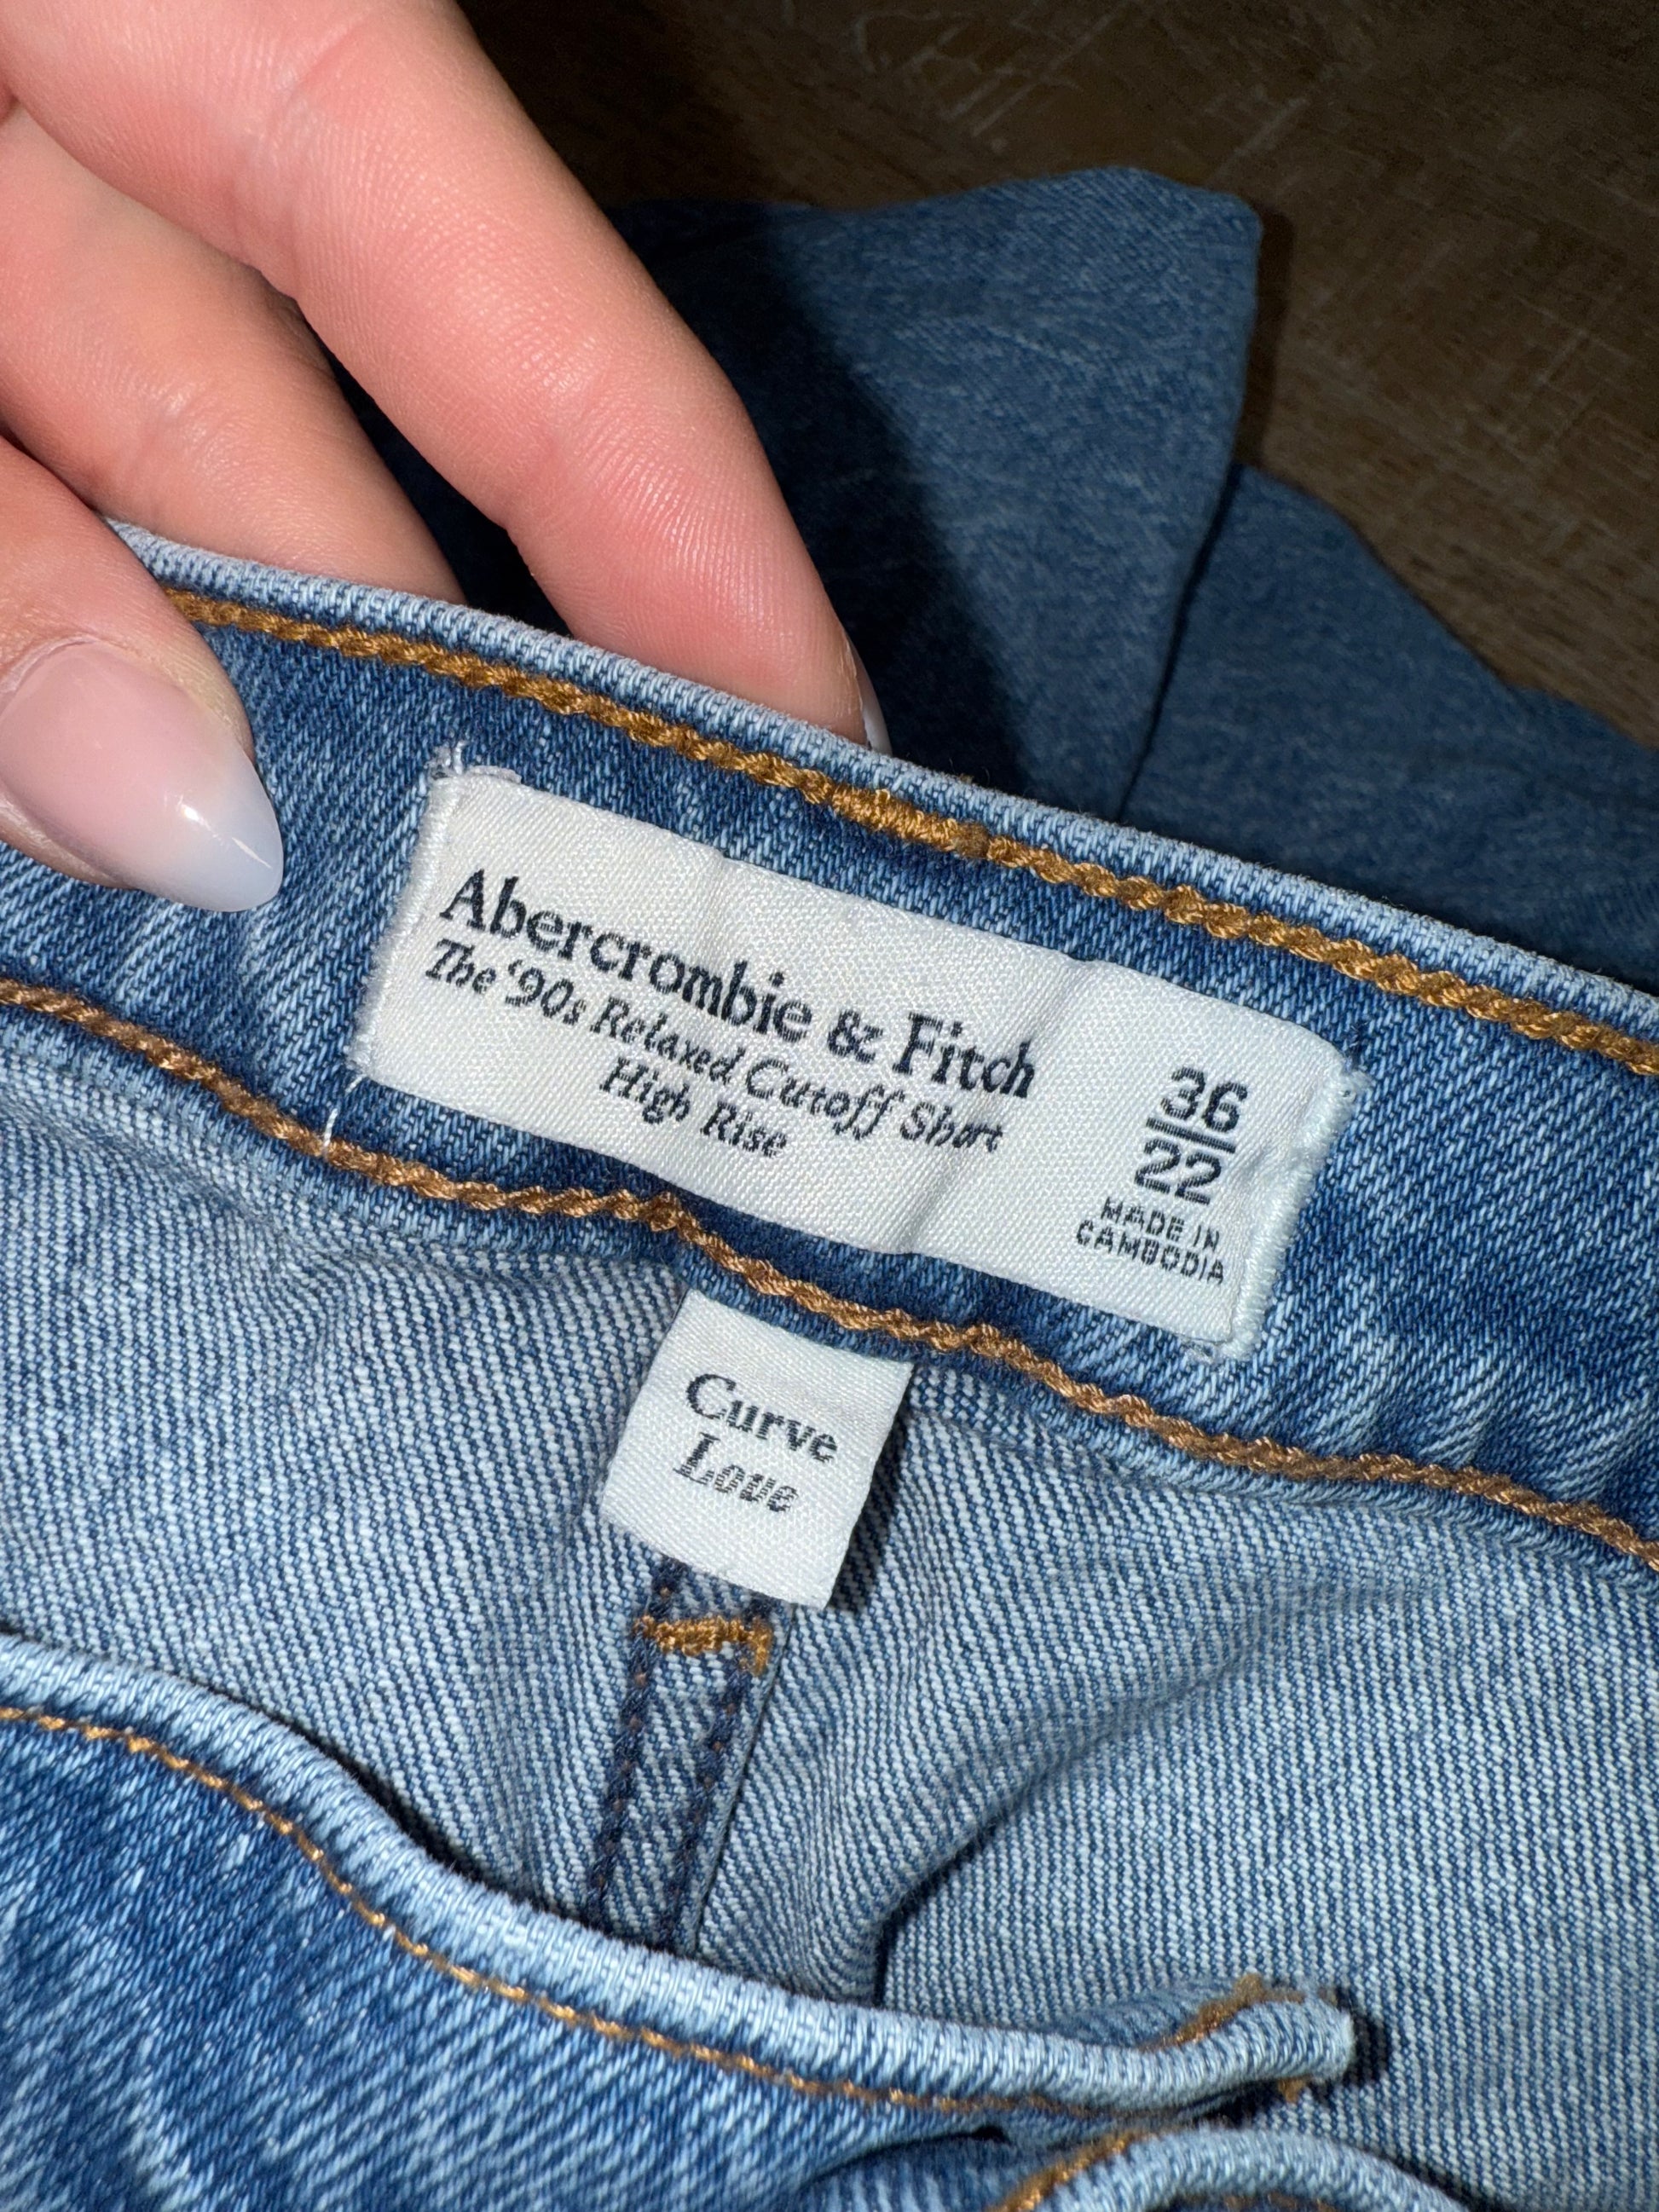 Abercrombie & Fitch
The '90s Relaxed Cutoff Short
High Rise
36
22
MADE IN
CAMBODIA
Curve
Love